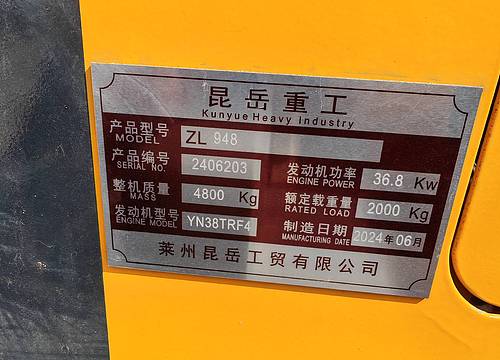 昆岳重工
Kunyue Heavy Industry
产品型号 ZL 948
MODEL
产品编号 2406203
SERIAL NO.
发动机功率 36.8 Kw
ENGINE POWER
整机质量 4800 Kg
MASS
额定载重量 2000 Kg
RATED LOAD
发动机型号 YN38TRF4
ENGINE MODEL
制造日期 2024年06月
MANUFACTURING DATE
莱州昆岳工贸有限公司